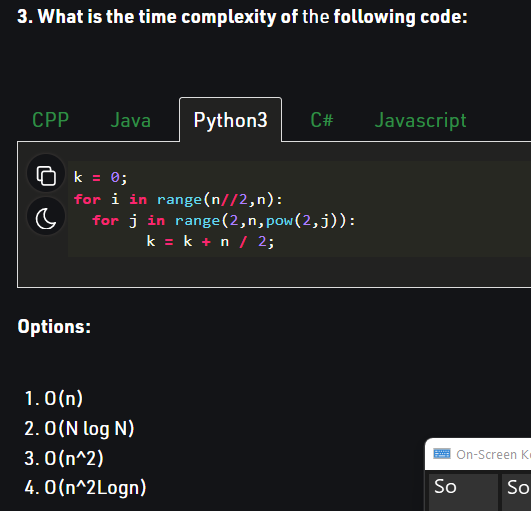 3. What is the time complexity of the following code:
CPP Java Python3 C# Javascript
k = 0;
for i in range(n//2,n):
for j in range(2,n,pow(2,j)):
k = k + n / 2;
Options:
1. O(n)
2. O(N log N)
3. O(n^2)
4. O(n^2Logn)
On-Screen
So So